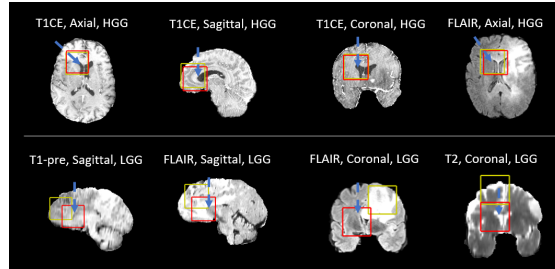 T1CE, Axial, HGG
T1CE, Sagittal, HGG
T1CE, Coronal, HGG
FLAIR, Axial, HGG
T1-pre, Sagittal, LGG
FLAIR, Sagittal, LGG
FLAIR, Coronal, LGG
T2, Coronal, LGG